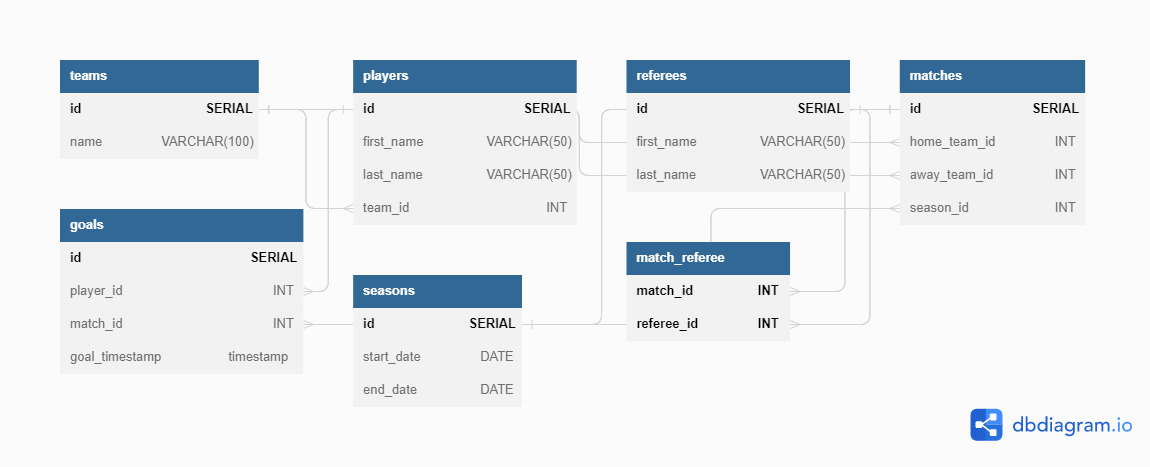 teams
id SERIAL
name VARCHAR(100)
players
id SERIAL
first_name VARCHAR(50)
last_name VARCHAR(50)
team_id INT
referees
id SERIAL
first_name VARCHAR(50)
last_name VARCHAR(50)
matches
id SERIAL
home_team_id INT
away_team_id INT
season_id INT
goals
id SERIAL
player_id INT
match_id INT
goal_timestamp timestamp
seasons
id SERIAL
start_date DATE
end_date DATE
match_referee
match_id INT
referee_id INT
dbdiagram.io